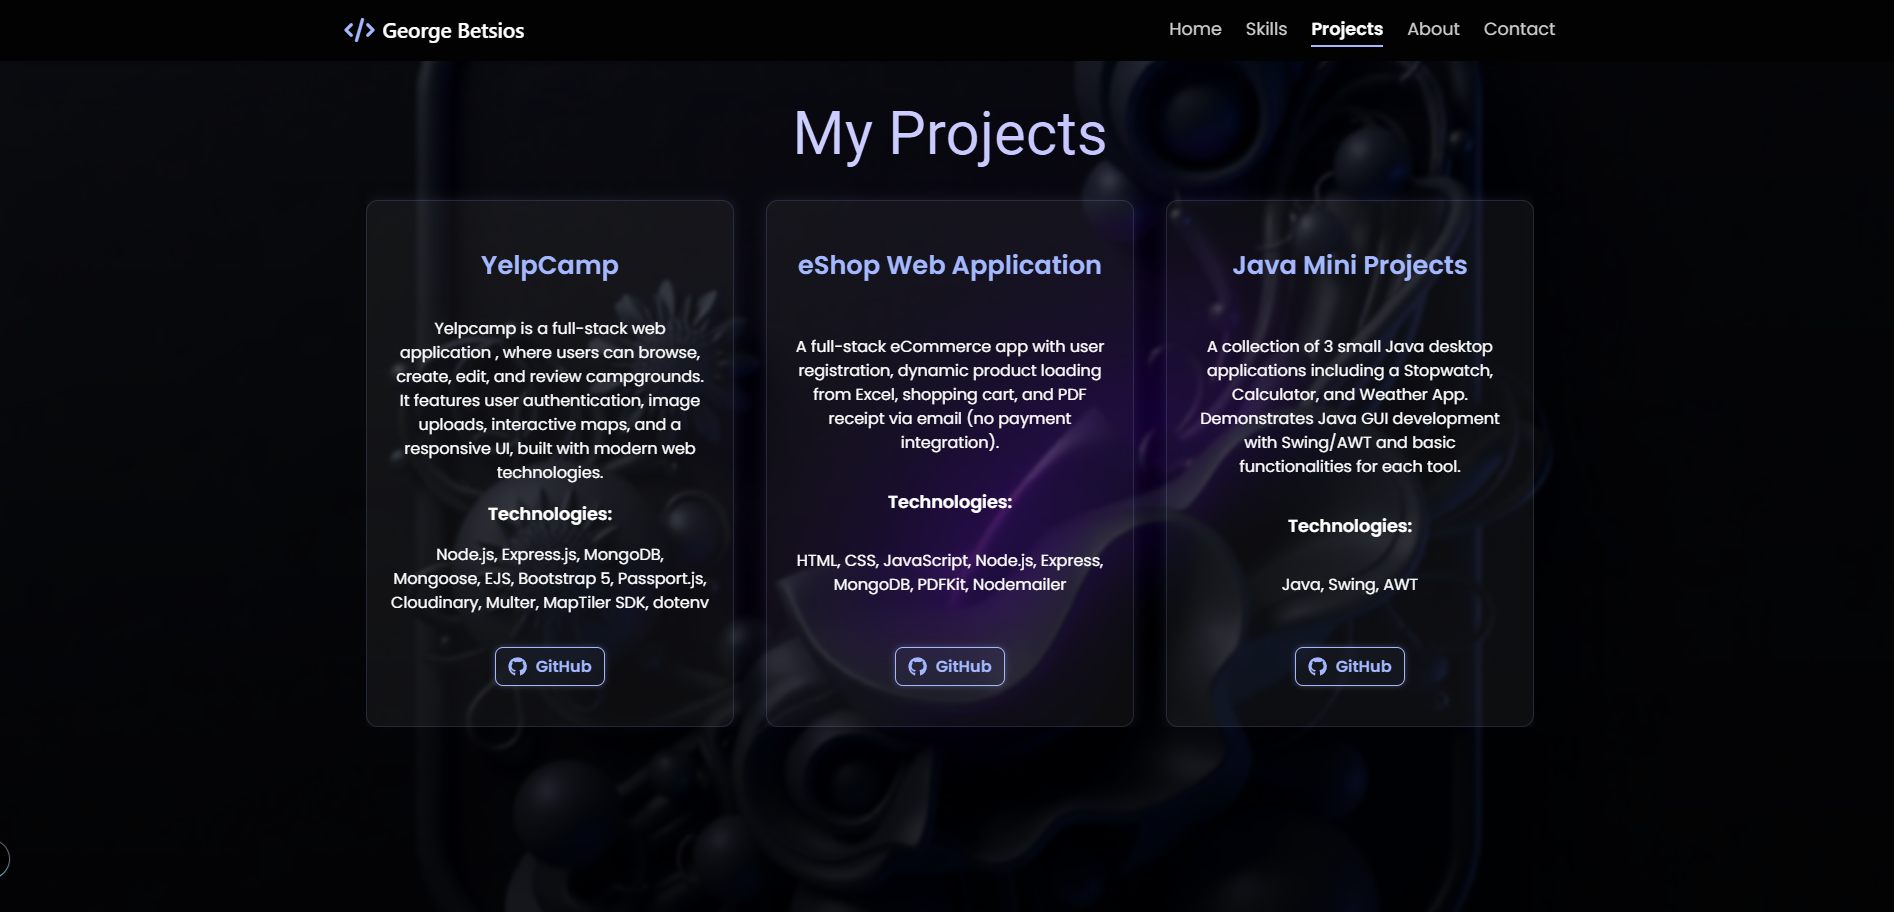 </> George Betsios
Home Skills Projects About Contact
My Projects
YelpCamp
Yelpcamp is a full-stack web
application , where users can browse,
create, edit, and review campgrounds.
It features user authentication, image
uploads, interactive maps, and a
responsive UI, built with modern web
technologies.
Technologies:
Node.js, Express.js, MongoDB,
Mongoose, EJS, Bootstrap 5, Passport.js,
Cloudinary, Multer, MapTiler SDK, dotenv
GitHub
eShop Web Application
A full-stack eCommerce app with user
registration, dynamic product loading
from Excel, shopping cart, and PDF
receipt via email (no payment
integration).
Technologies:
HTML, CSS, JavaScript, Node.js, Express,
MongoDB, PDFKit, Nodemailer
GitHub
Java Mini Projects
A collection of 3 small Java desktop
applications including a Stopwatch,
Calculator, and Weather App.
Demonstrates Java GUI development
with Swing/AWT and basic
functionalities for each tool.
Technologies:
Java, Swing, AWT
GitHub